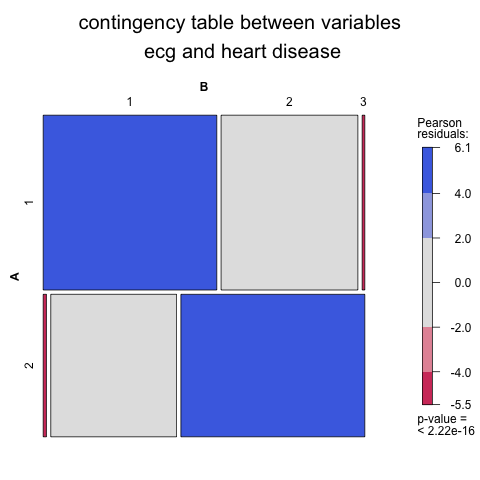 contingency table between variables
ecg and heart disease
B
1 2 3
A
1
2
Pearson
residuals:
6.1
4.0
2.0
0.0
-2.0
-4.0
-5.5
p-value =
< 2.22e-16